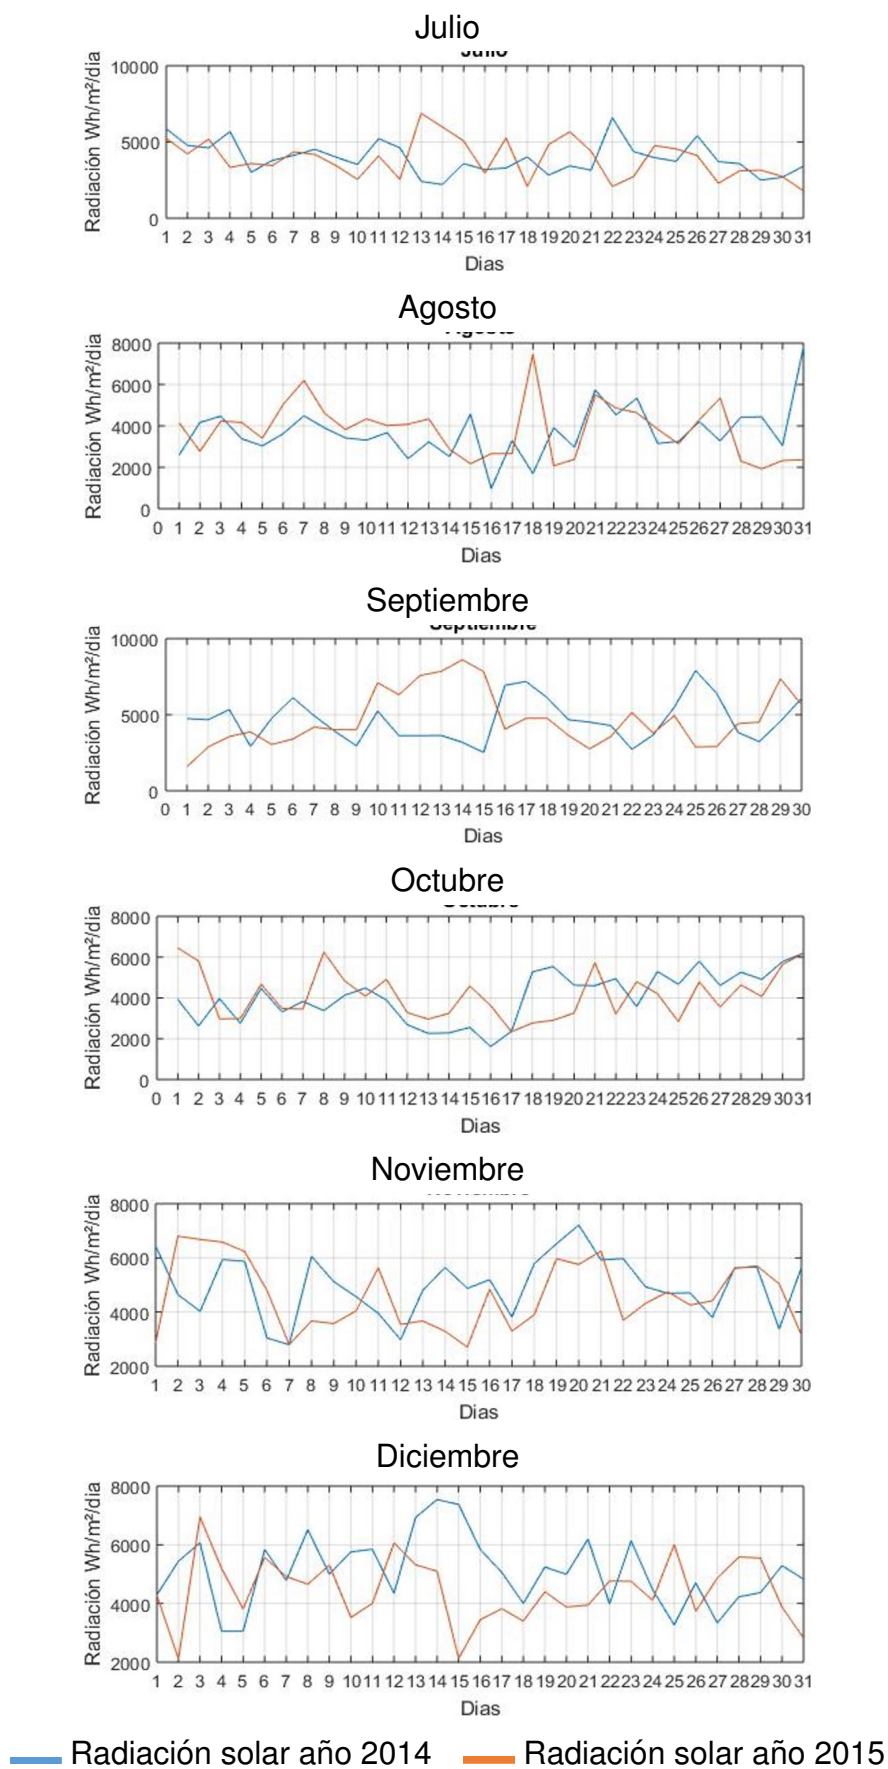 Julio
Julio
Radiación Wh/m²/dia
10000
5000
0
1 2 3 4 5 6 7 8 9 10 11 12 13 14 15 16 17 18 19 20 21 22 23 24 25 26 27 28 29 30 31
Dias
Agosto
Agosto
Radiación Wh/m²/dia
8000
6000
4000
2000
0
0 1 2 3 4 5 6 7 8 9 10 11 12 13 14 15 16 17 18 19 20 21 22 23 24 25 26 27 28 29 30 31
Dias
Septiembre
Septiembre
Radiación Wh/m²/dia
10000
5000
0
0 1 2 3 4 5 6 7 8 9 10 11 12 13 14 15 16 17 18 19 20 21 22 23 24 25 26 27 28 29 30
Dias
Octubre
Octubre
Radiación Wh/m²/dia
8000
6000
4000
2000
0
0 1 2 3 4 5 6 7 8 9 10 11 12 13 14 15 16 17 18 19 20 21 22 23 24 25 26 27 28 29 30 31
Dias
Noviembre
Radiación Wh/m²/dia
8000
6000
4000
2000
1 2 3 4 5 6 7 8 9 10 11 12 13 14 15 16 17 18 19 20 21 22 23 24 25 26 27 28 29 30
Dias
Diciembre
Radiación Wh/m²/dia
8000
6000
4000
2000
1 2 3 4 5 6 7 8 9 10 11 12 13 14 15 16 17 18 19 20 21 22 23 24 25 26 27 28 29 30 31
Dias
Radiación solar año 2014 Radiación solar año 2015